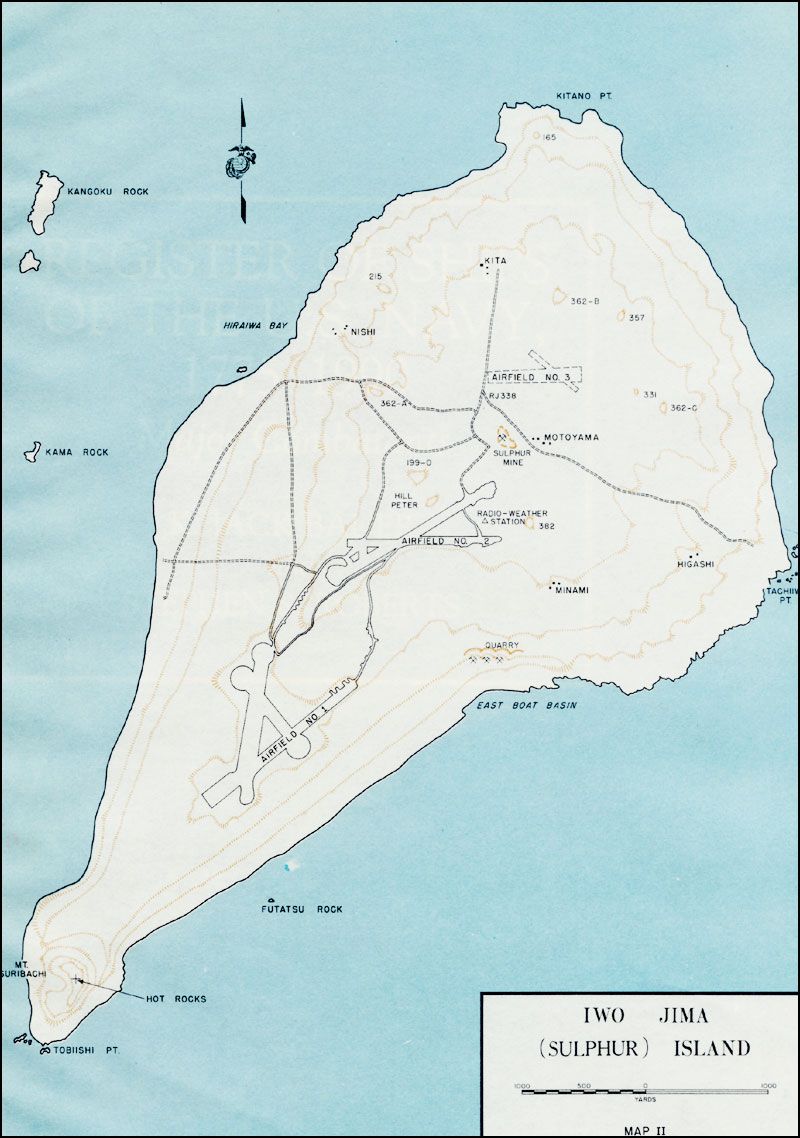 KITANO PT.
165
KANGOKU ROCK
KITA
215
362-B
357
HIRAIWA BAY
NISHI
AIRFIELD NO. 3
RJ338
331
362-A
362-C
MOTOYAMA
KAMA ROCK
SULPHUR
MINE
199-O
HILL
PETER
RADIO-WEATHER
STATION
382
AIRFIELD NO. 2
HIGASHI
MINAMI
TACHIIW
PT.
QUARRY
EAST BOAT BASIN
AIRFIELD NO. 1
FUTATSU ROCK
MT.
SURIBACHI
HOT ROCKS
TOBIISHI PT.
IWO JIMA
(SULPHUR) ISLAND
1000 500 0 1000
YARDS
MAP II